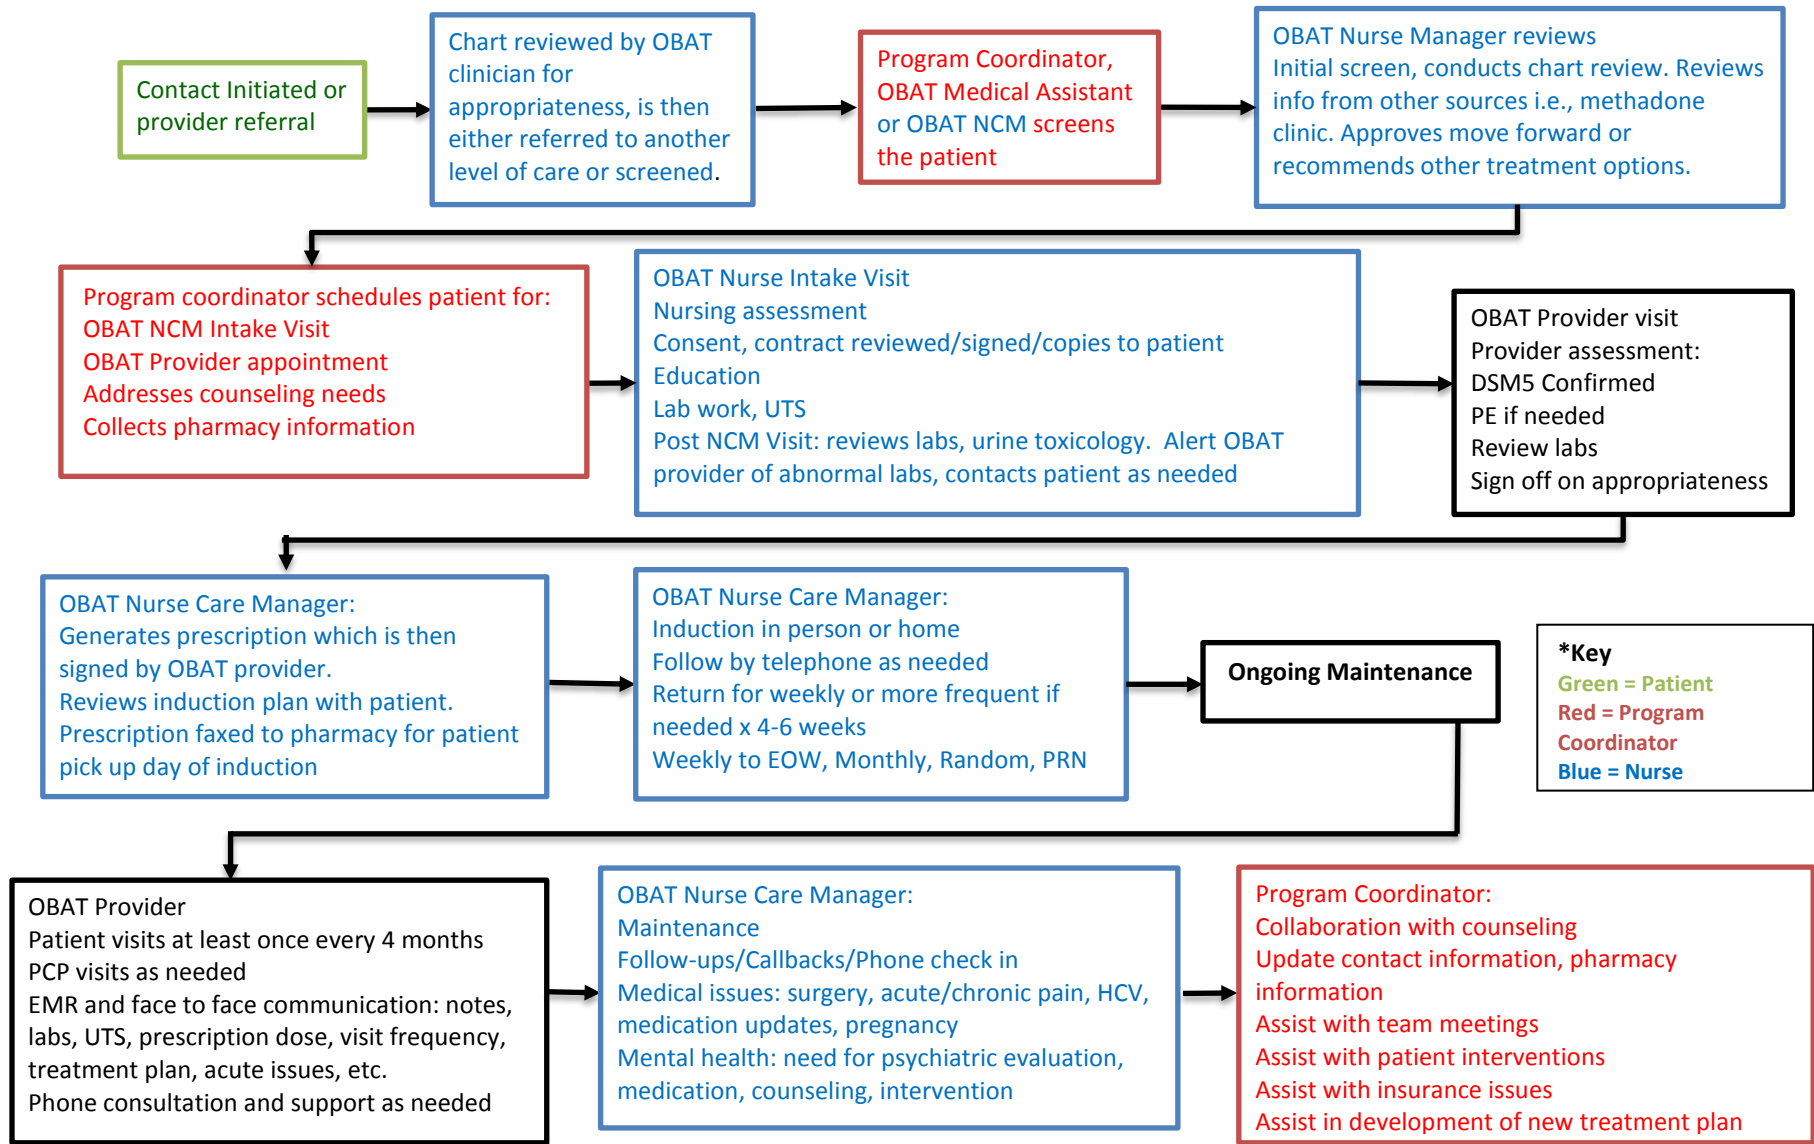 Contact Initiated or
provider referral
Chart reviewed by OBAT
clinician for
appropriateness, is then
either referred to another
level of care or screened.
Program Coordinator,
OBAT Medical Assistant
or OBAT NCM screens
the patient
OBAT Nurse Manager reviews
Initial screen, conducts chart review. Reviews
info from other sources i.e., methadone
clinic. Approves move forward or
recommends other treatment options.
Program coordinator schedules patient for:
OBAT NCM Intake Visit
OBAT Provider appointment
Addresses counseling needs
Collects pharmacy information
OBAT Nurse Intake Visit
Nursing assessment
Consent, contract reviewed/signed/copies to patient
Education
Lab work, UTS
Post NCM Visit: reviews labs, urine toxicology.  Alert OBAT
provider of abnormal labs, contacts patient as needed
OBAT Provider visit
Provider assessment:
DSM5 Confirmed
PE if needed
Review labs
Sign off on appropriateness
OBAT Nurse Care Manager:
Generates prescription which is then
signed by OBAT provider.
Reviews induction plan with patient.
Prescription faxed to pharmacy for patient
pick up day of induction
OBAT Nurse Care Manager:
Induction in person or home
Follow by telephone as needed
Return for weekly or more frequent if
needed x 4-6 weeks
Weekly to EOW, Monthly, Random, PRN
Ongoing Maintenance
*Key
Green = Patient
Red = Program
Coordinator
Blue = Nurse
OBAT Provider
Patient visits at least once every 4 months
PCP visits as needed
EMR and face to face communication: notes,
labs, UTS, prescription dose, visit frequency,
treatment plan, acute issues, etc.
Phone consultation and support as needed
OBAT Nurse Care Manager:
Maintenance
Follow-ups/Callbacks/Phone check in
Medical issues: surgery, acute/chronic pain, HCV,
medication updates, pregnancy
Mental health: need for psychiatric evaluation,
medication, counseling, intervention
Program Coordinator:
Collaboration with counseling
Update contact information, pharmacy
information
Assist with team meetings
Assist with patient interventions
Assist with insurance issues
Assist in development of new treatment plan